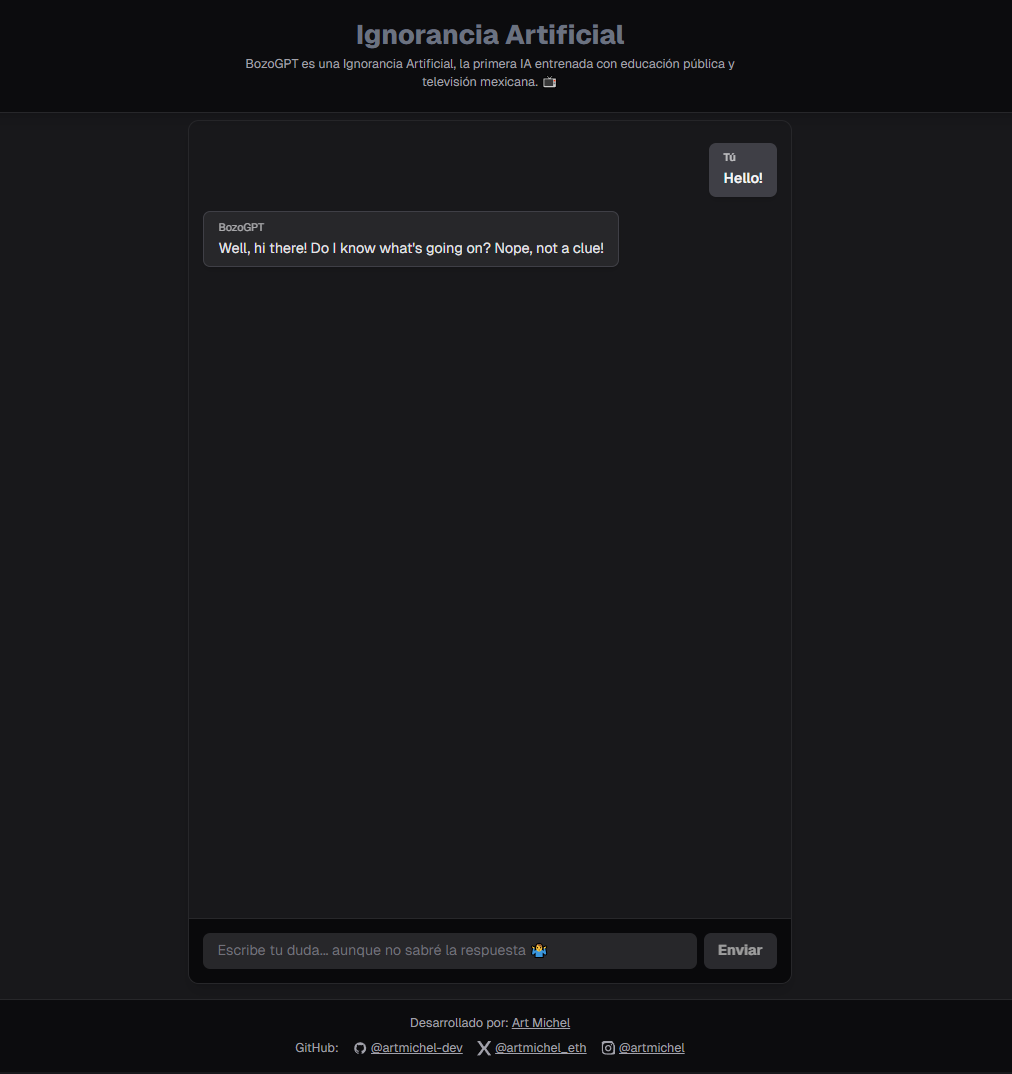 Ignorancia Artificial
BozoGPT es una Ignorancia Artificial, la primera IA entrenada con educación pública y
televisión mexicana. 📺
Tú
Hello!
BozoGPT
Well, hi there! Do I know what's going on? Nope, not a clue!
Escribe tu duda... aunque no sabré la respuesta 🤷
Enviar
Desarrollado por: Art Michel
GitHub: @artmichel-dev @artmichel_eth @artmichel